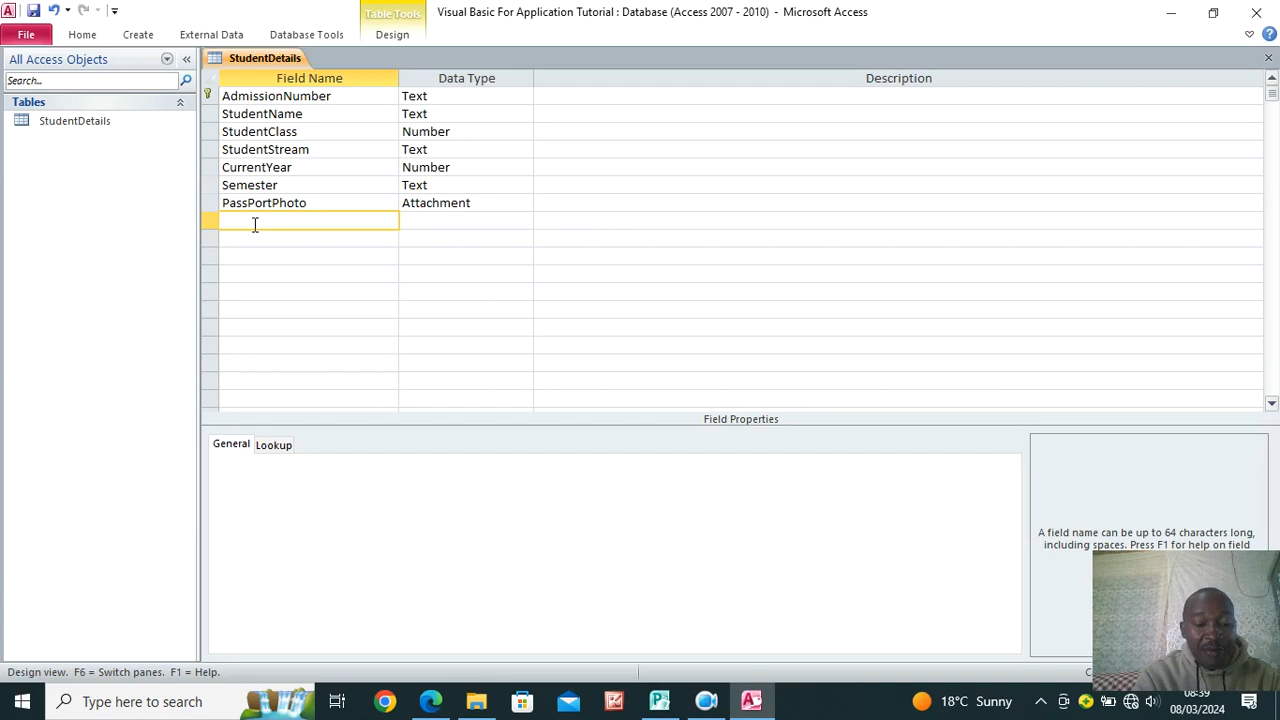 Table Tools
Visual Basic For Application Tutorial : Database (Access 2007 - 2010) - Microsoft Access
File Home Create External Data Database Tools Design
All Access Objects
Search...
Tables
StudentDetails
StudentDetails
Field Name Data Type Description
AdmissionNumber Text
StudentName Text
StudentClass Number
StudentStream Text
CurrentYear Number
Semester Text
PassPortPhoto Attachment
Field Properties
General Lookup
A field name can be up to 64 characters long,
including spaces. Press F1 for help on field
Design view. F6 = Switch panes. F1 = Help.
Type here to search
18°C Sunny
08:39
08/03/2024